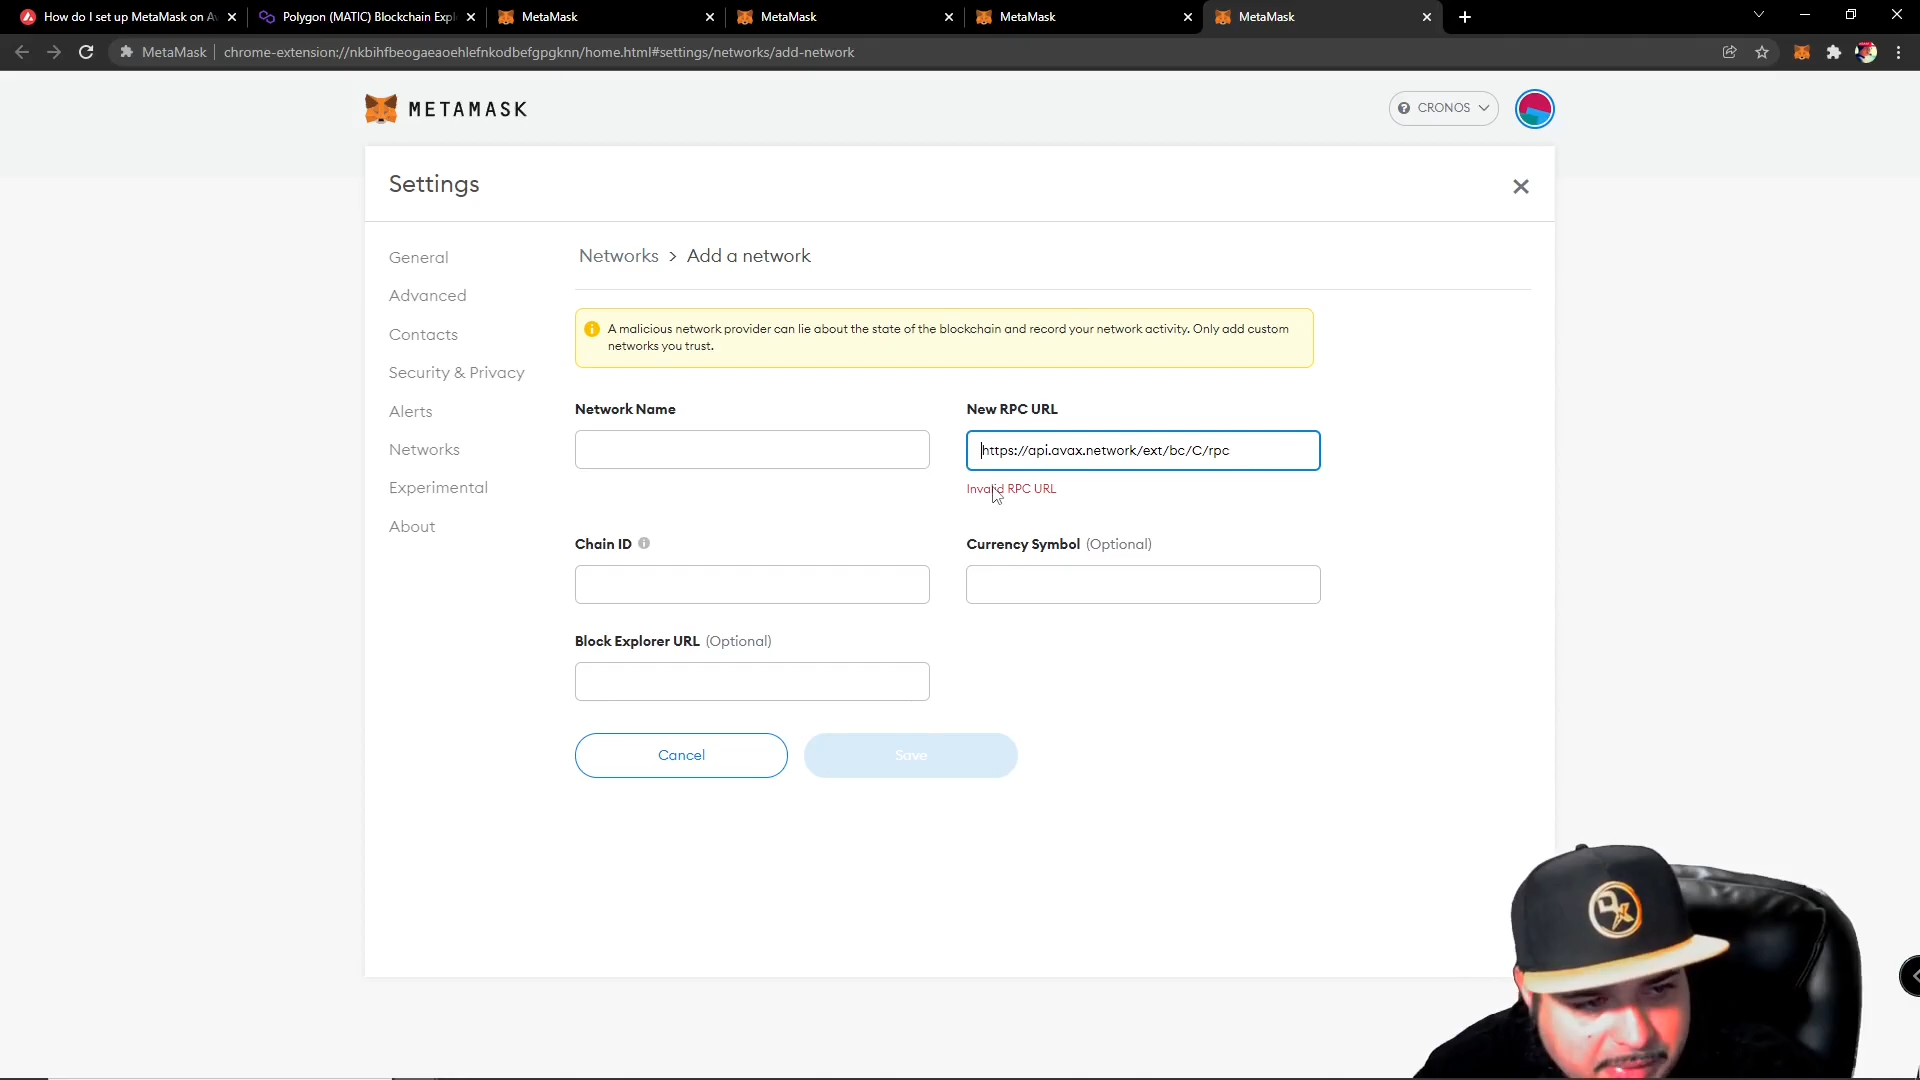 How do I set up MetaMask on Av
Polygon (MATIC) Blockchain Expl
MetaMask
MetaMask
MetaMask
MetaMask
MetaMask
chrome-extension://nkbihfbeogaeaoehlefnkodbefgpgknn/home.html#settings/networks/add-network
METAMASK
CRONOS
Settings
General
Advanced
Contacts
Security & Privacy
Alerts
Networks
Experimental
About
Networks > Add a network
A malicious network provider can lie about the state of the blockchain and record your network activity. Only add custom
networks you trust.
Network Name
New RPC URL
https://api.avax.network/ext/bc/C/rpc
Invalid RPC URL
Chain ID
Currency Symbol (Optional)
Block Explorer URL (Optional)
Cancel
Save